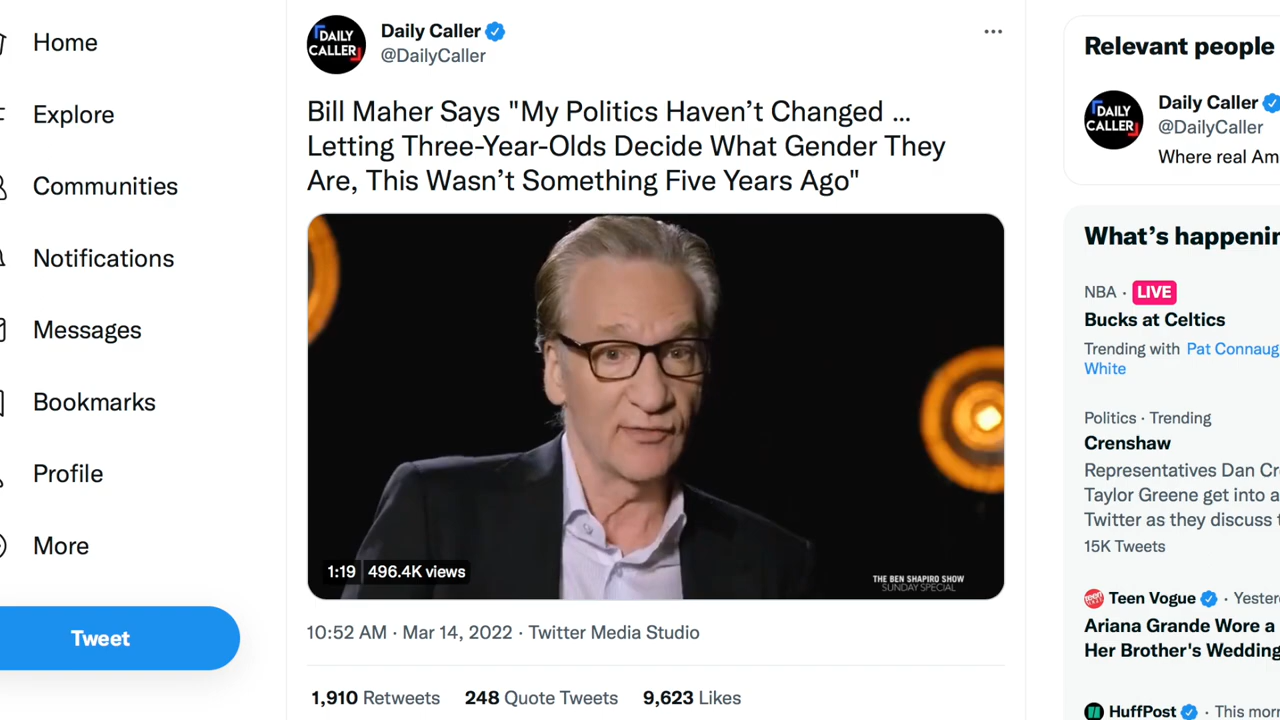 Home
Explore
Communities
Notifications
Messages
Bookmarks
Profile
More
Tweet
DAILY
CALLER
Daily Caller
@DailyCaller
Bill Maher Says "My Politics Haven’t Changed ...
Letting Three-Year-Olds Decide What Gender They
Are, This Wasn’t Something Five Years Ago"
1:19 496.4K views
THE BEN SHAPIRO SHOW
SUNDAY SPECIAL
10:52 AM · Mar 14, 2022 · Twitter Media Studio
1,910 Retweets 248 Quote Tweets 9,623 Likes
Relevant people
DAILY
CALLER
Daily Caller
@DailyCaller
Where real Am
What’s happenin
NBA · LIVE
Bucks at Celtics
Trending with Pat Connaug
White
Politics · Trending
Crenshaw
Representatives Dan Cr
Taylor Greene get into a
Twitter as they discuss t
15K Tweets
Teen Vogue · Yester
Ariana Grande Wore a
Her Brother's Wedding
HuffPost · This morn